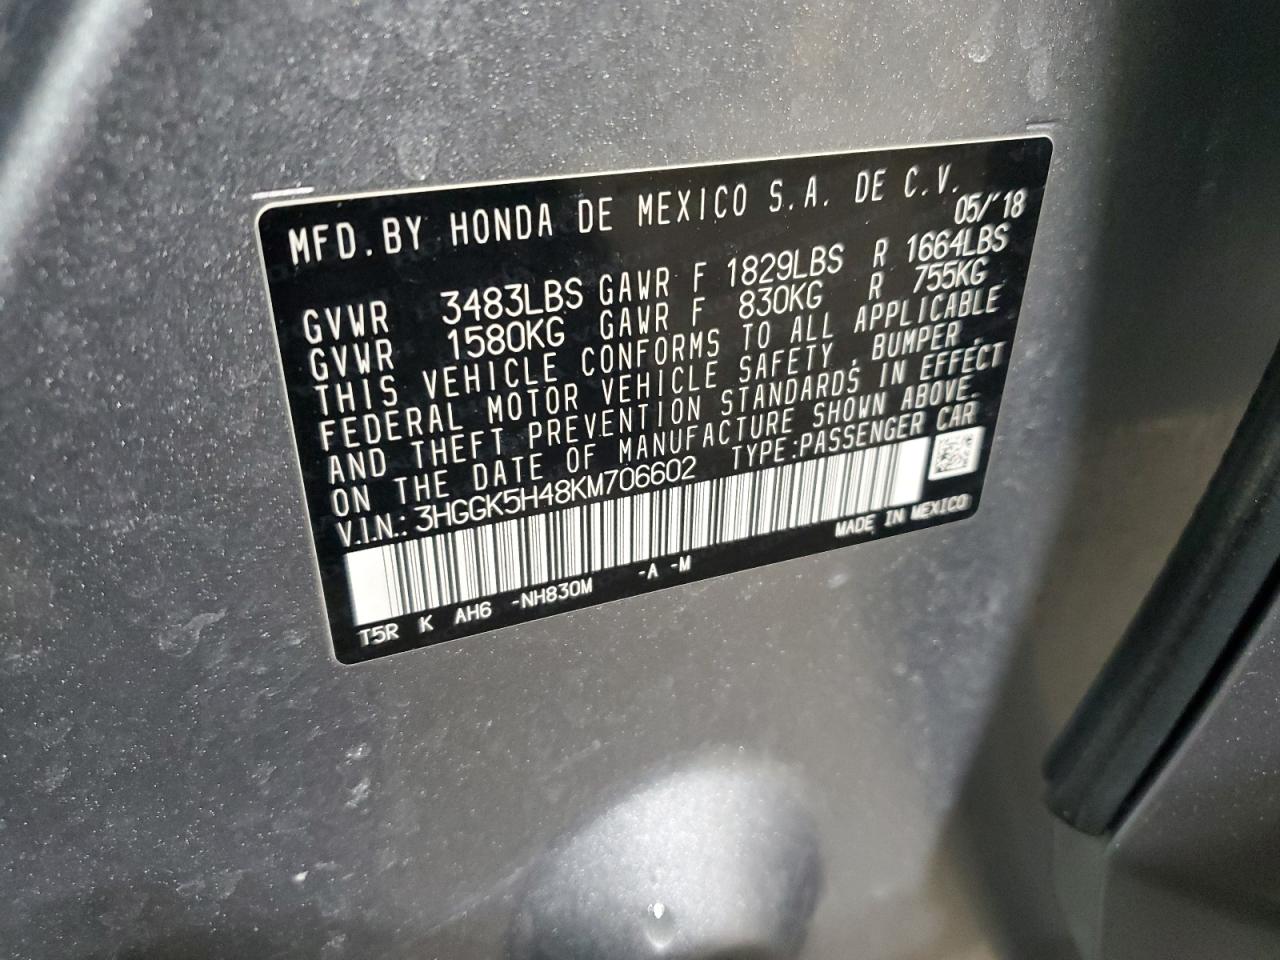 MFD.BY HONDA DE MEXICO S.A. DE C.V.
05/'18
GVWR 3483LBS GAWR F 1829LBS R 1664LBS
GVWR 1580KG GAWR F 830KG R 755KG
THIS VEHICLE CONFORMS TO ALL APPLICABLE
FEDERAL MOTOR VEHICLE SAFETY, BUMPER,
AND THEFT PREVENTION STANDARDS IN EFFECT
ON THE DATE OF MANUFACTURE SHOWN ABOVE.
V.I.N.: 3HGGK5H48KM706602 TYPE:PASSENGER CAR
MADE IN MEXICO
T5R K AH6 -NH830M -A -M